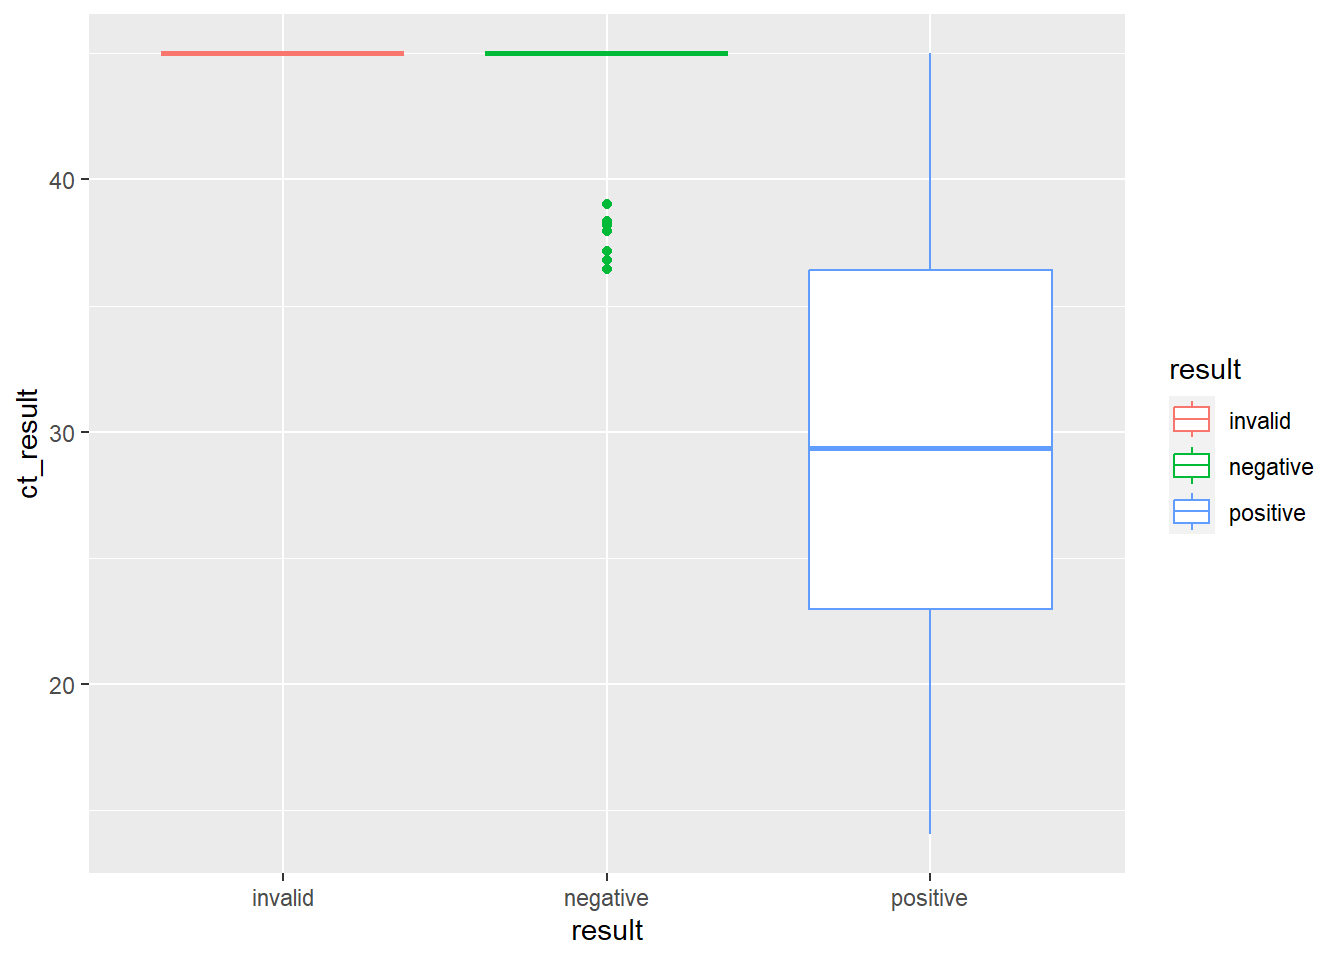 ct_result
40
30
20
invalid
negative
positive
result
result
invalid
negative
positive